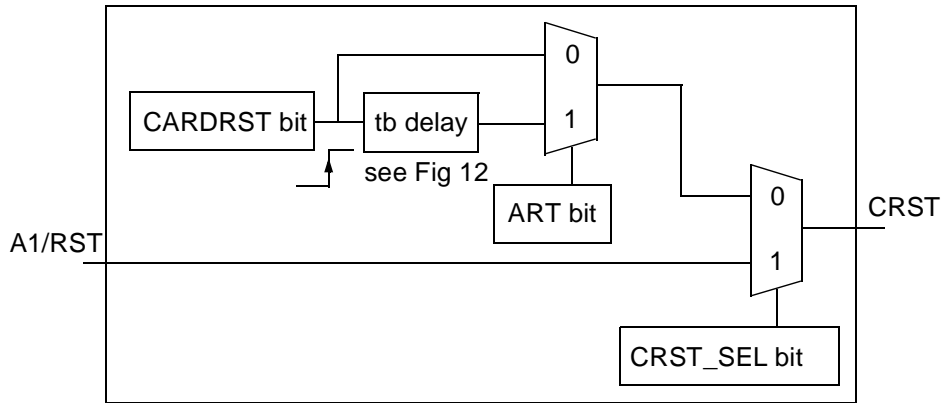 0
CARDRST bit
tb delay
1
see Fig 12
ART bit
0
CRST
A1/RST
1
CRST_SEL bit